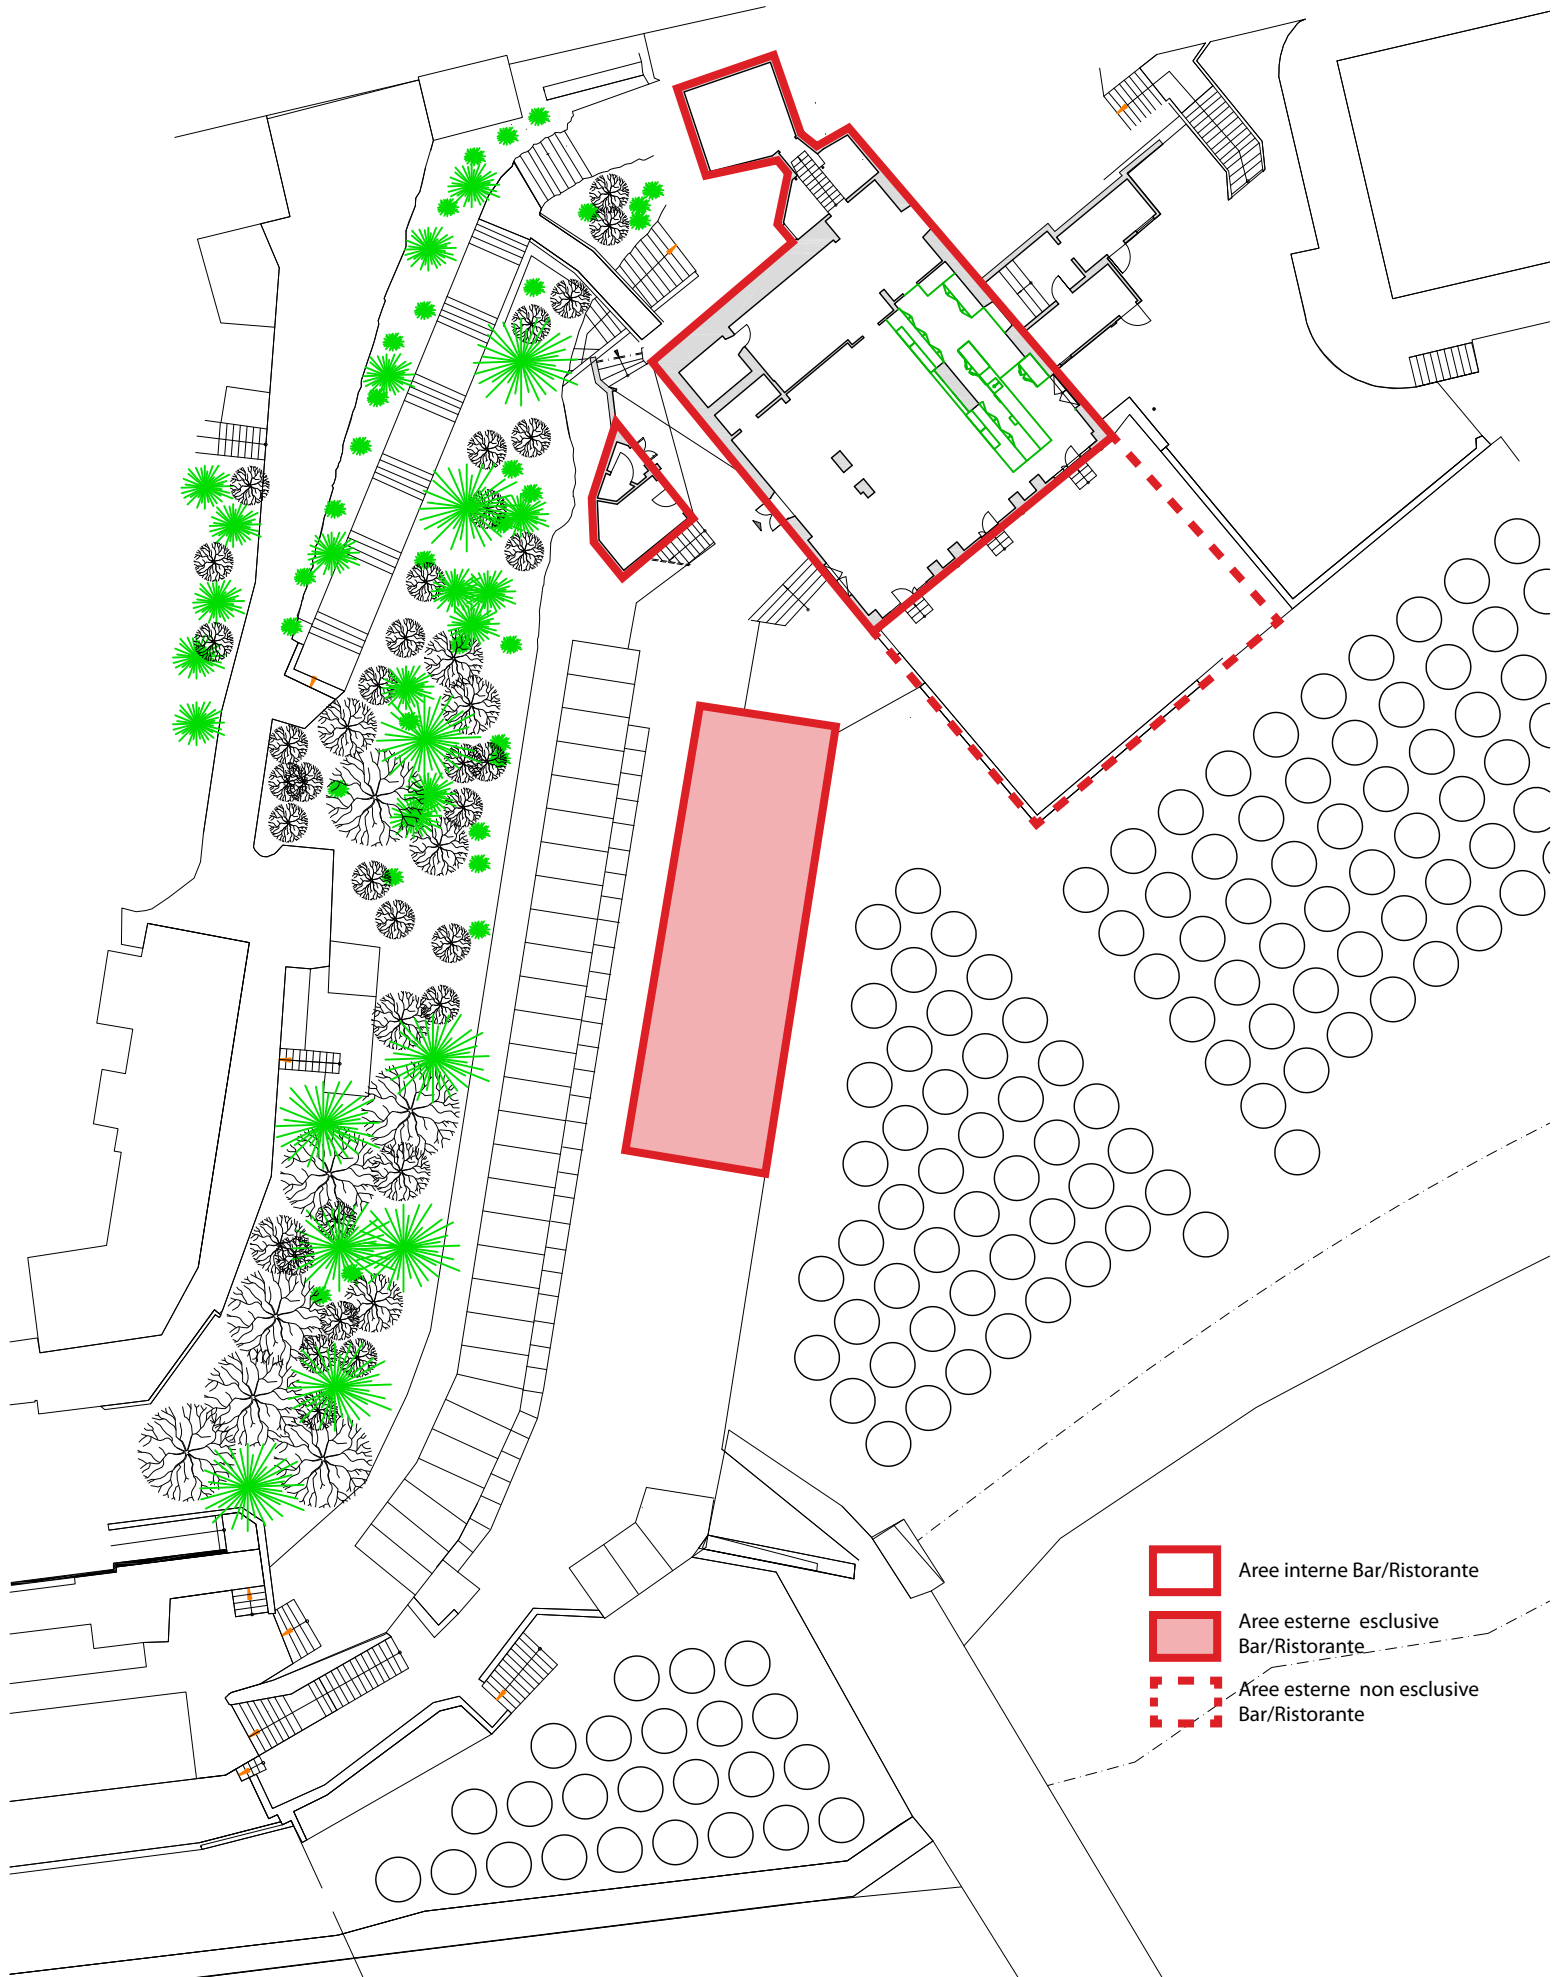 Aree interne Bar/Ristorante
Aree esterne esclusive
Bar/Ristorante
Aree esterne non esclusive
Bar/Ristorante